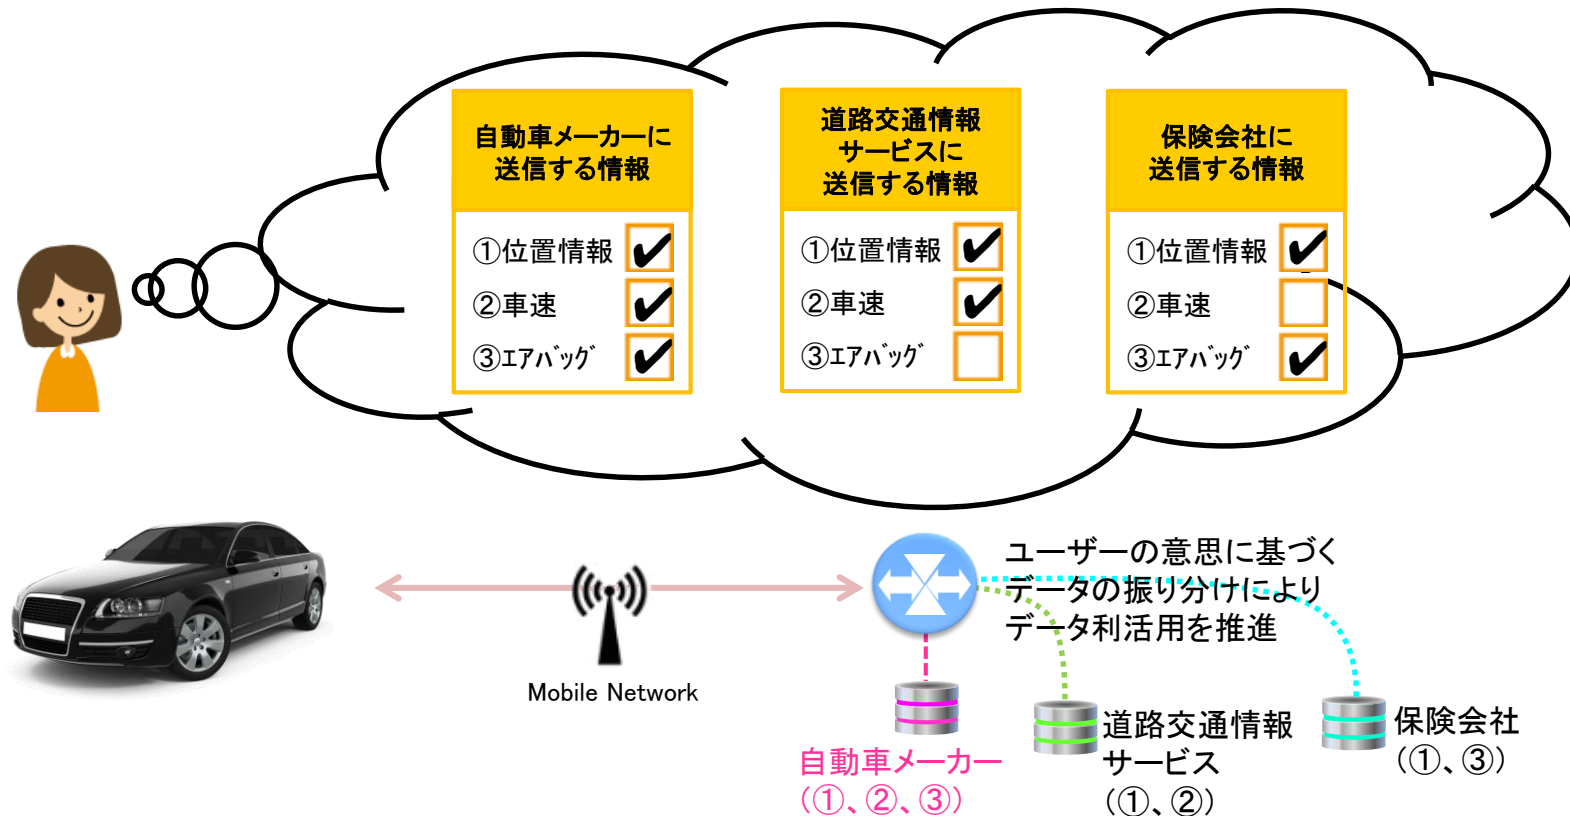 自動車メーカーに
送信する情報
①位置情報
②車速
③エアバッグ
道路交通情報
サービスに
送信する情報
①位置情報
②車速
③エアバッグ
保険会社に
送信する情報
①位置情報
②車速
③エアバッグ
Mobile Network
ユーザーの意思に基づく
データの振り分けにより
データ利活用を推進
自動車メーカー
(①、②、③)
道路交通情報
サービス
(①、②)
保険会社
(①、③)